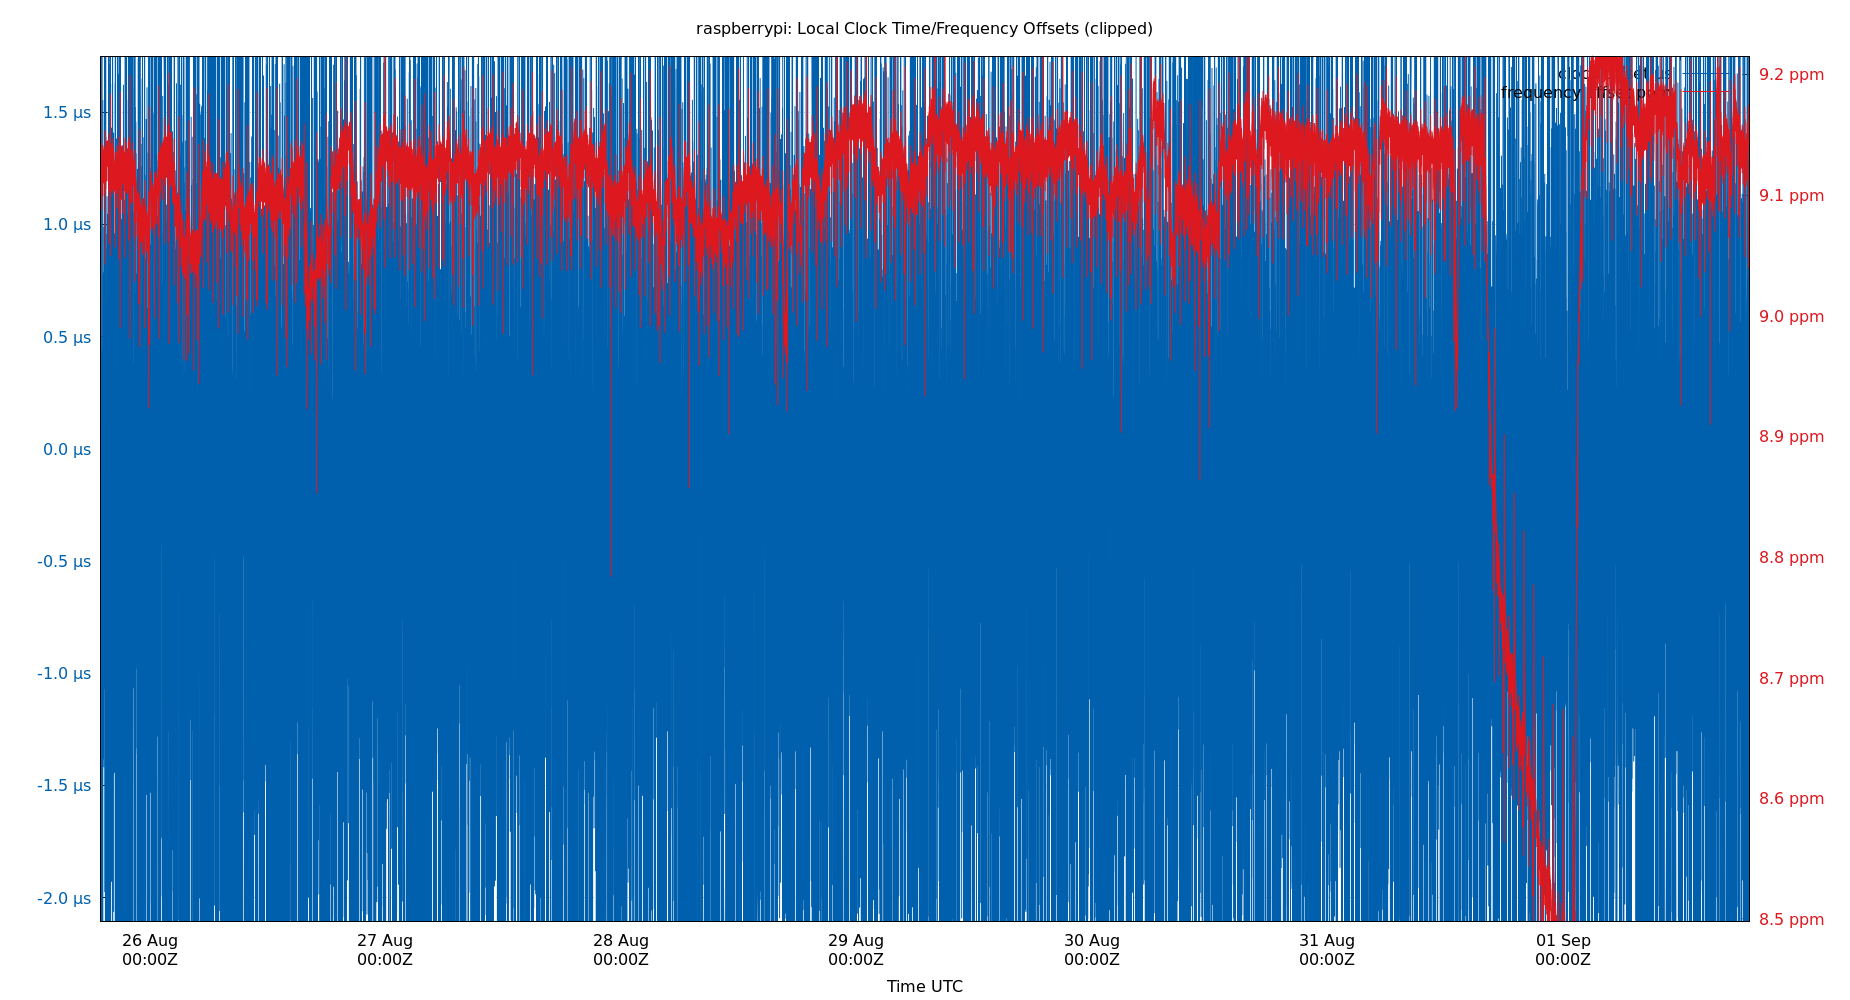 raspberrypi: Local Clock Time/Frequency Offsets (clipped)
9.2 ppm
frequency
1.5 µs
9.1 ppm
1.0 µs
9.0 ppm
0.5 µs
8.9 ppm
0.0 µs
8.8 ppm
-0.5 µs
8.7 ppm
-1.0 µs
8.6 ppm
-1.5 µs
8.5 ppm
-2.0 µs
26 Aug 27 Aug 28 Aug 29 Aug 30 Aug 31 Aug 01 Sep
00:00Z 00:00Z 00:00Z 00:00Z 00:00Z 00:00Z 00:00Z
Time UTC